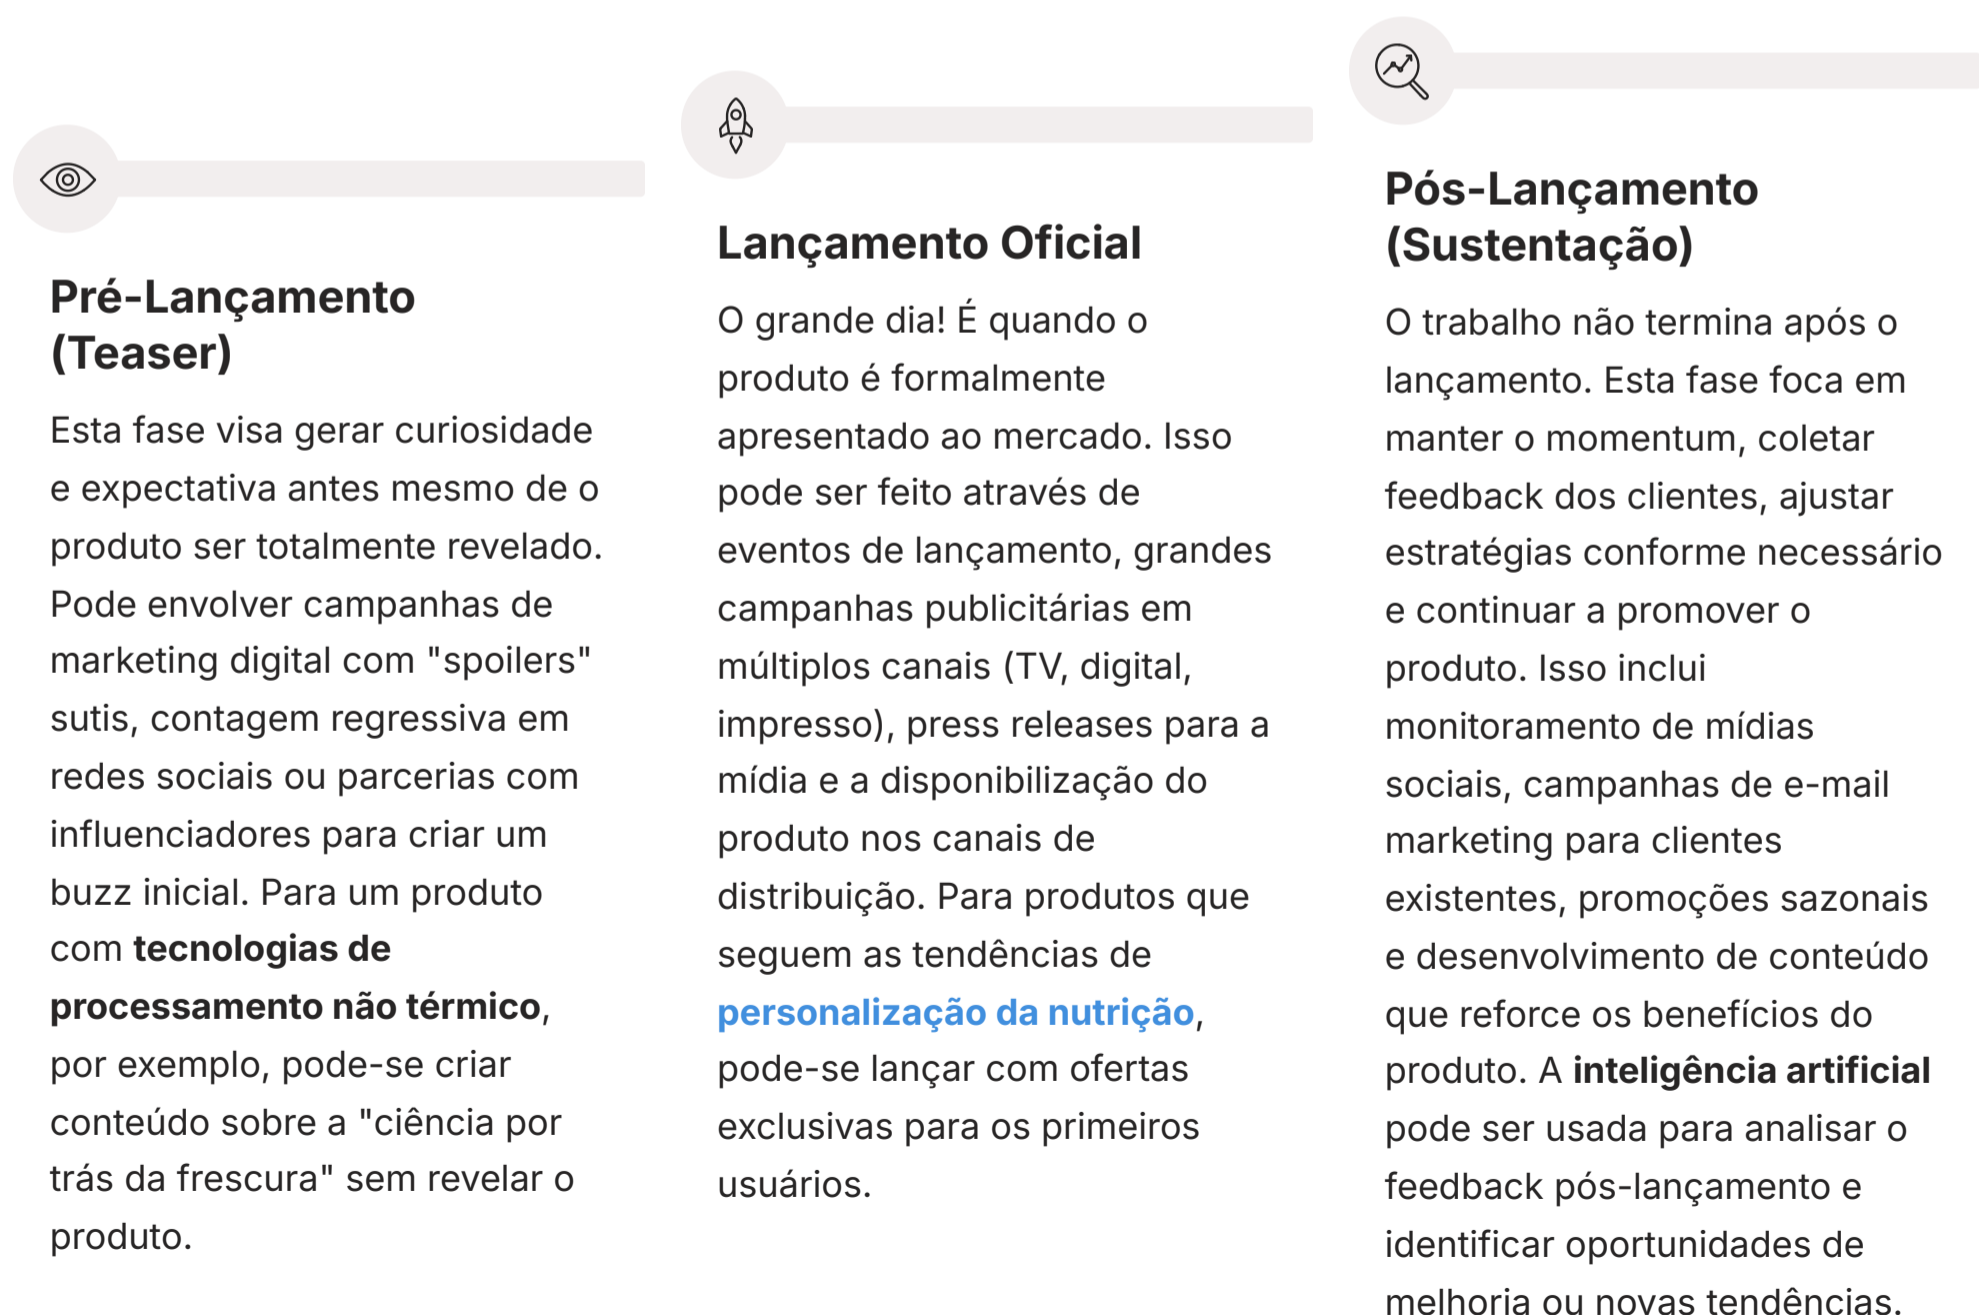 Pré-Lançamento
(Teaser)
Esta fase visa gerar curiosidade
e expectativa antes mesmo de o
produto ser totalmente revelado.
Pode envolver campanhas de
marketing digital com "spoilers"
sutis, contagem regressiva em
redes sociais ou parcerias com
influenciadores para criar um
buzz inicial. Para um produto
com tecnologias de
processamento não térmico,
por exemplo, pode-se criar
conteúdo sobre a "ciência por
trás da frescura" sem revelar o
produto.
Lançamento Oficial
O grande dia! É quando o
produto é formalmente
apresentado ao mercado. Isso
pode ser feito através de
eventos de lançamento, grandes
campanhas publicitárias em
múltiplos canais (TV, digital,
impresso), press releases para a
mídia e a disponibilização do
produto nos canais de
distribuição. Para produtos que
seguem as tendências de
personalização da nutrição,
pode-se lançar com ofertas
exclusivas para os primeiros
usuários.
Pós-Lançamento
(Sustentação)
O trabalho não termina após o
lançamento. Esta fase foca em
manter o momentum, coletar
feedback dos clientes, ajustar
estratégias conforme necessário
e continuar a promover o
produto. Isso inclui
monitoramento de mídias
sociais, campanhas de e-mail
marketing para clientes
existentes, promoções sazonais
e desenvolvimento de conteúdo
que reforce os benefícios do
produto. A inteligência artificial
pode ser usada para analisar o
feedback pós-lançamento e
identificar oportunidades de
melhoria ou novas tendências.